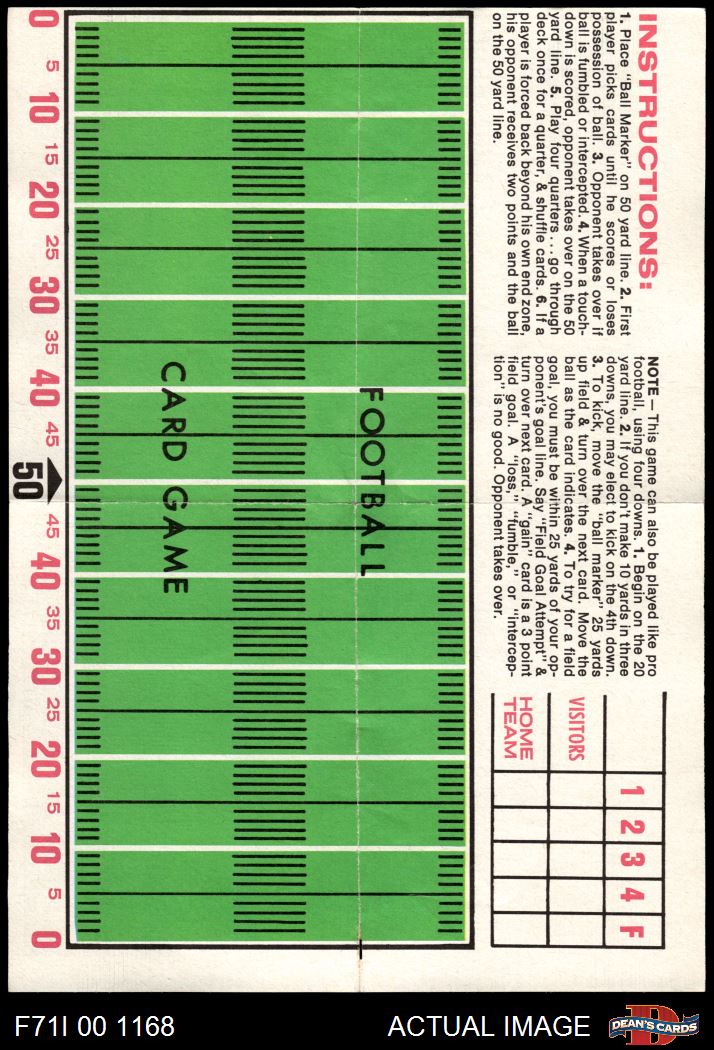 INSTRUCTIONS:
1. Place "Ball Marker" on 50 yard line. 2. First
player picks cards until he scores or loses
possession of ball. 3. Opponent takes over if
ball is fumbled or intercepted. 4. When a touch-
down is scored, opponent takes over on the 50
yard line. 5. Play four quarters... go through
deck once for a quarter, & shuffle cards. 6. If a
player is forced back beyond his own end zone,
his opponent receives two points and the ball
on the 50 yard line.
NOTE — This game can also be played like pro
football, using four downs. 1. Begin on the 20
yard line. 2. If you don't make 10 yards in three
downs, you may elect to kick on the 4th down.
3. To kick, move the "ball marker" 25 yards
up field & turn over the next card. Move the
ball as the card indicates. 4. To try for a field
goal, you must be within 25 yards of your op-
ponent's goal line. Say "Field Goal Attempt" &
turn over next card. A "gain" card is a 3 point
field goal. A "loss," "fumble," or "intercep-
tion" is no good. Opponent takes over.
1 2 3 4 F
VISITORS
HOME
TEAM
FOOTBALL
CARD GAME
0 5 10 15 20 25 30 35 40 45 50 45 40 35 30 25 20 15 10 5 0
F71I 00 1168
ACTUAL IMAGE
D
DEAN'S CARDS